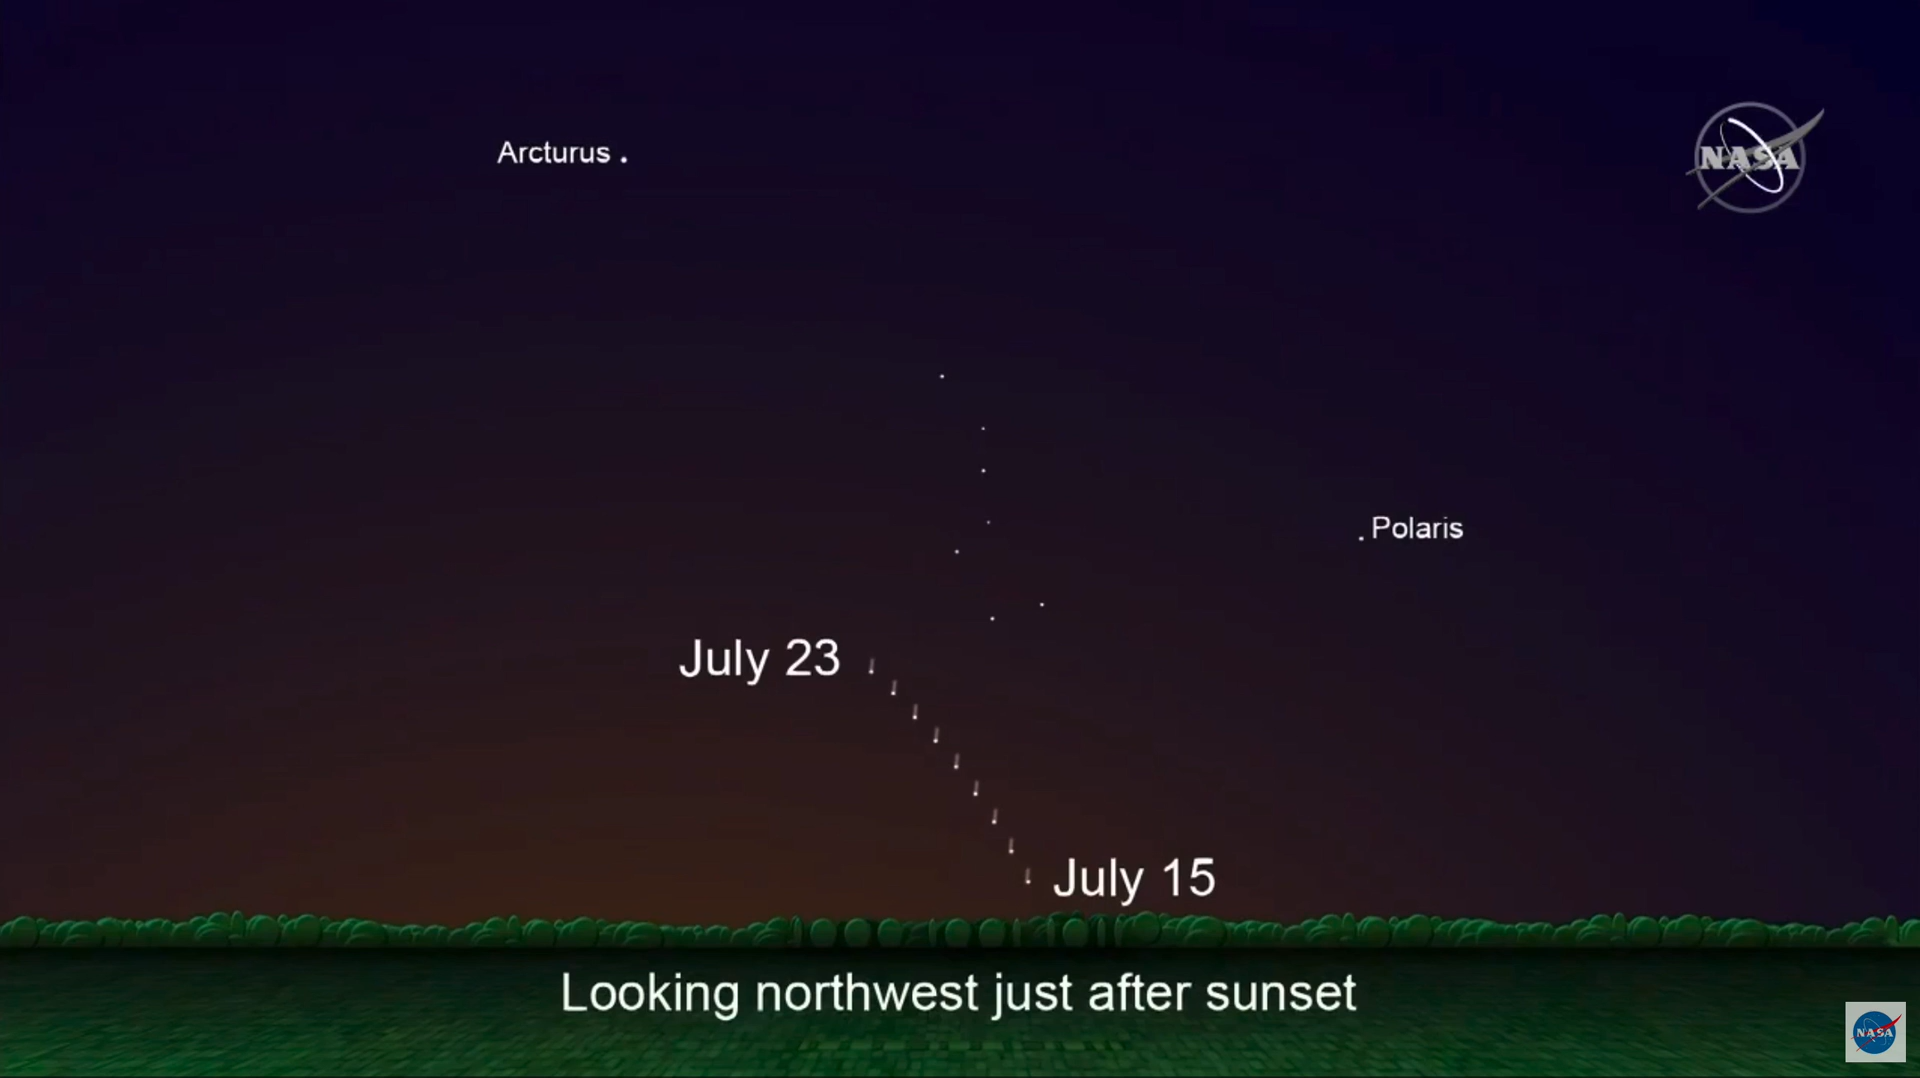 Arcturus
NASA
Polaris
July 23
July 15
Looking northwest just after sunset
NASA